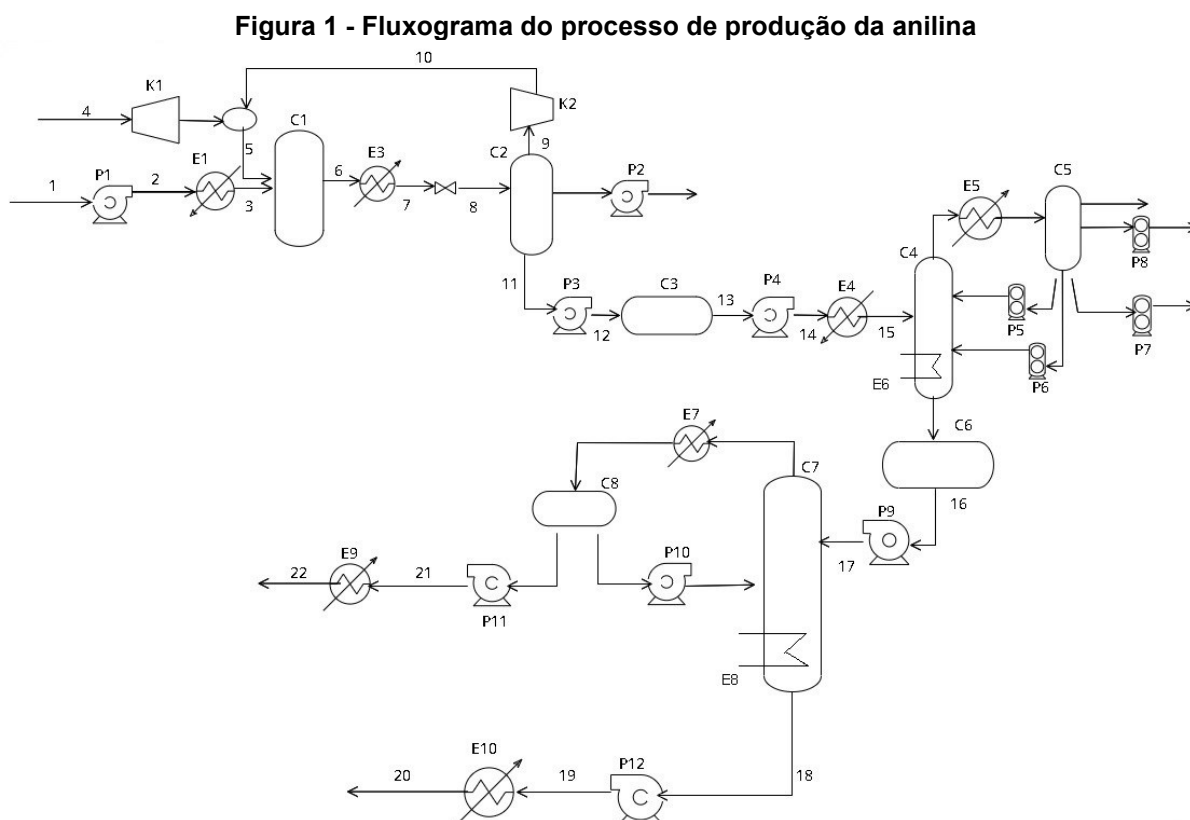 Figura 1 - Fluxograma do processo de produção da anilina
10
K1
K2
4
C1
5
9
E3
C2
E1
6
P1
P2
1
2
3
7
8
C5
E5
P8
C4
11
P3
C3
P4
E4
13
12
14
15
P5
P7
E6
P6
E7
C6
C7
C8
16
P9
E9
P10
17
22
21
P11
E8
E10
P12
20
19
18